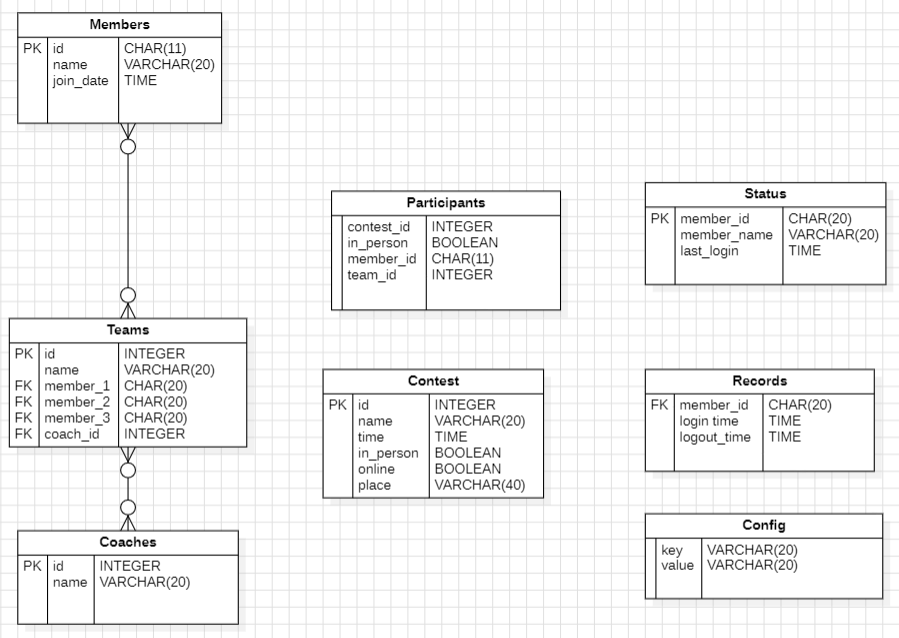 Members
PK id CHAR(11)
name VARCHAR(20)
join_date TIME
Participants
contest_id INTEGER
in_person BOOLEAN
member_id CHAR(11)
team_id INTEGER
Status
PK member_id CHAR(20)
member_name VARCHAR(20)
last_login TIME
Teams
PK id INTEGER
name VARCHAR(20)
FK member_1 CHAR(20)
FK member_2 CHAR(20)
FK member_3 CHAR(20)
FK coach_id INTEGER
Contest
PK id INTEGER
name VARCHAR(20)
time TIME
in_person BOOLEAN
online BOOLEAN
place VARCHAR(40)
Records
FK member_id CHAR(20)
login time TIME
logout_time TIME
Coaches
PK id INTEGER
name VARCHAR(20)
Config
key VARCHAR(20)
value VARCHAR(20)